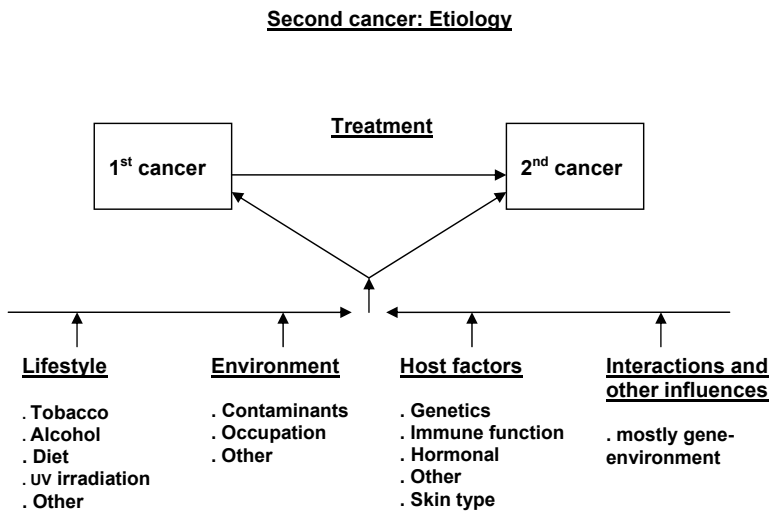 Second cancer: Etiology
Treatment
1st cancer
2nd cancer
Lifestyle
. Tobacco
. Alcohol
. Diet
. UV irradiation
. Other
Environment
. Contaminants
. Occupation
. Other
Host factors
. Genetics
. Immune function
. Hormonal
. Other
. Skin type
Interactions and
other influences
. mostly gene-
environment